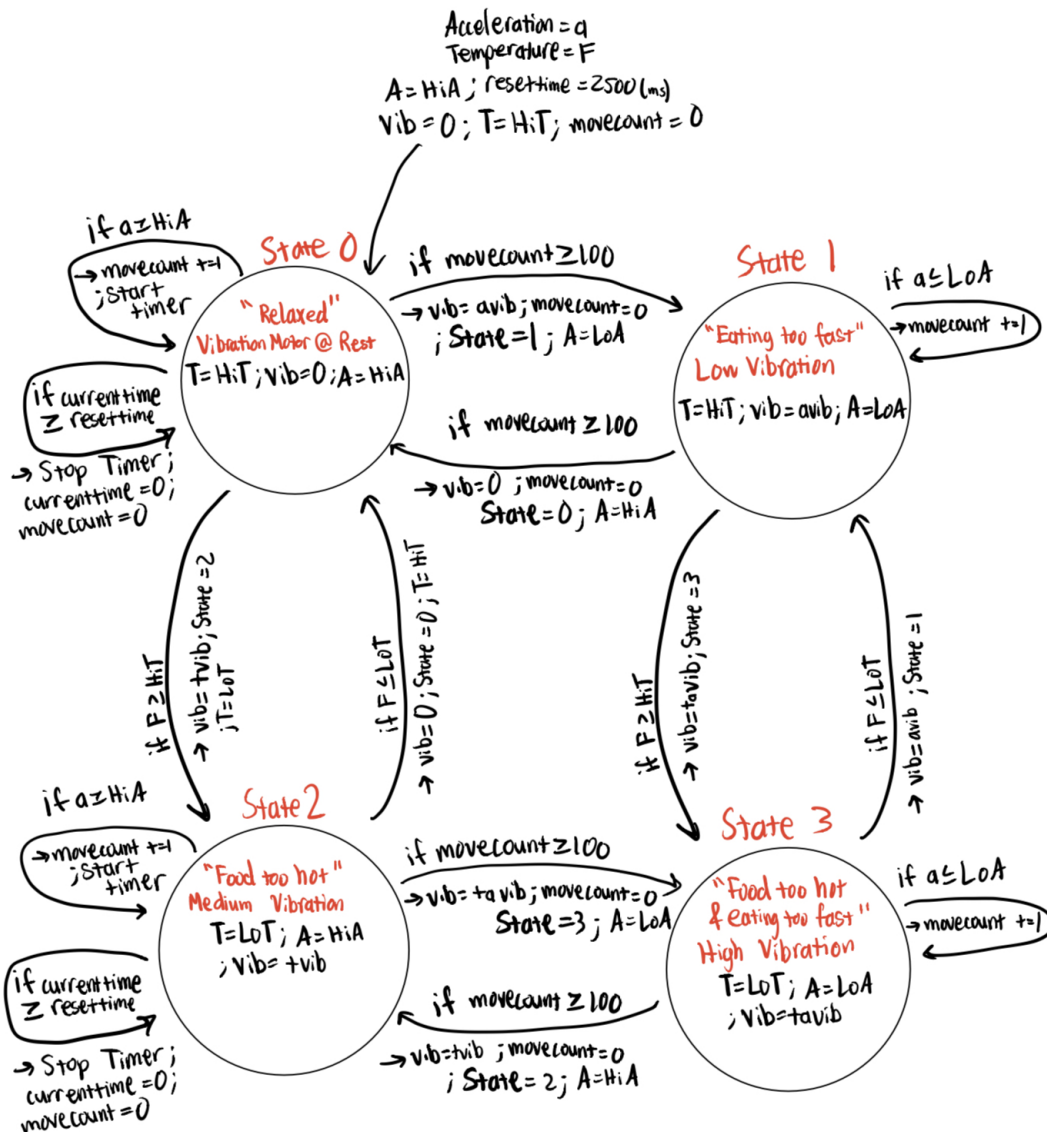 Acceleration = a
Temperature = F
A = HiA ; resettime = 2500 (ms)
Vib = 0 ; T = HiT ; movecount = 0
if a ≥ HiA
→ movecount += 1
; Start
timer
State 0
"Relaxed"
Vibration Motor @ Rest
T = HiT ; Vib = 0 ; A = HiA
if currenttime
≥ resettime
→ Stop Timer ;
currenttime = 0 ;
movecount = 0
if movecount ≥ 100
→ vib = avib ; movecount = 0
; State = 1 ; A = LoA
if movecount ≥ 100
→ vib = 0 ; movecount = 0
State = 0 ; A = HiA
State 1
"Eating too fast"
Low Vibration
T = HiT ; vib = avib ; A = LoA
if a ≤ LoA
→ movecount += 1
if F ≥ HiT
→ vib = tvib ; State = 2
; T = LoT
if F ≤ LoT
→ vib = 0 ; State = 0 ; T = HiT
if F ≥ HiT
→ vib = tavib ; State = 3
if F ≤ LoT
→ vib = avib ; State = 1
if a ≥ HiA
→ movecount += 1
; Start
timer
State 2
"Food too hot"
Medium Vibration
T = LoT ; A = HiA
; Vib = tvib
if currenttime
≥ resettime
→ Stop Timer ;
currenttime = 0 ;
movecount = 0
if movecount ≥ 100
→ vib = tavib ; movecount = 0
State = 3 ; A = LoA
if movecount ≥ 100
→ vib = tvib ; movecount = 0
; State = 2 ; A = HiA
State 3
"Food too hot
& eating too fast"
High Vibration
T = LoT ; A = LoA
; Vib = tavib
if a ≤ LoA
→ movecount += 1